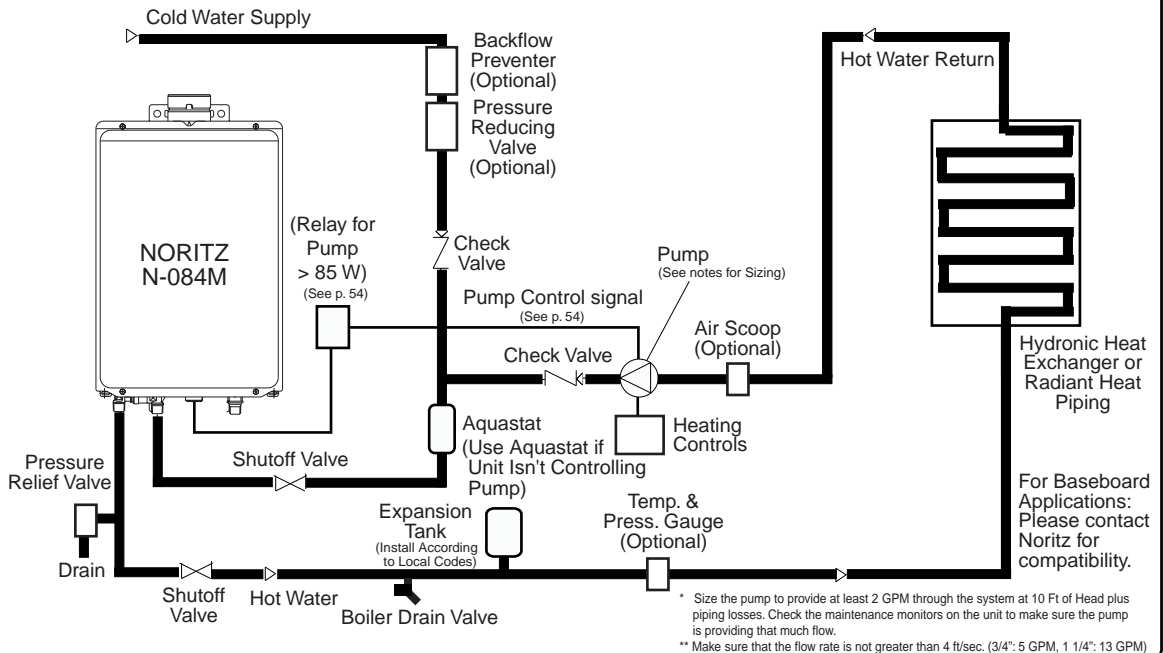 Cold Water Supply
Backflow
Preventer
(Optional)
Pressure
Reducing
Valve
(Optional)
Hot Water Return
NORITZ
N-084M
(Relay for
Pump
> 85 W)
(See p. 54)
Check
Valve
Pump
(See notes for Sizing)
Pump Control signal
(See p. 54)
Check Valve
Air Scoop
(Optional)
Hydronic Heat
Exchanger or
Radiant Heat
Piping
Aquastat
(Use Aquastat if
Unit Isn't Controlling
Pump)
Heating
Controls
Shutoff Valve
Pressure
Relief Valve
Drain
Expansion
Tank
(Install According
to Local Codes)
Temp. &
Press. Gauge
(Optional)
For Baseboard
Applications:
Please contact
Noritz for
compatibility.
Shutoff
Valve
Hot Water
Boiler Drain Valve
* Size the pump to provide at least 2 GPM through the system at 10 Ft of Head plus
piping losses. Check the maintenance monitors on the unit to make sure the pump
is providing that much flow.
** Make sure that the flow rate is not greater than 4 ft/sec. (3/4”: 5 GPM, 1 1/4”: 13 GPM)